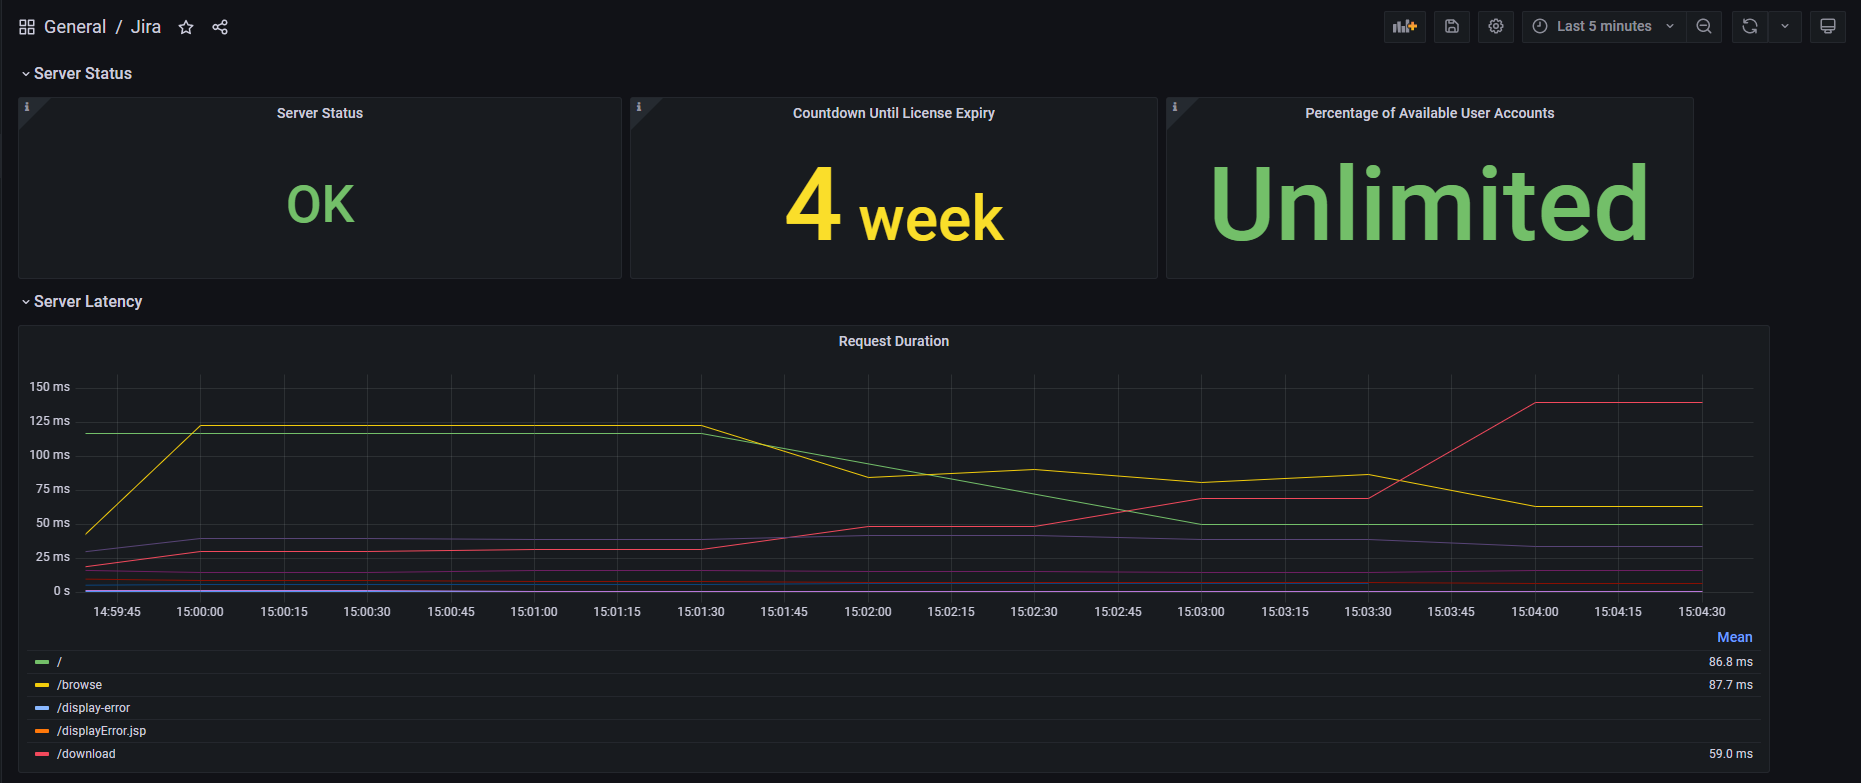 General / Jira
Last 5 minutes
Server Status
Server Status
Countdown Until License Expiry
Percentage of Available User Accounts
OK
4 week
Unlimited
Server Latency
Request Duration
150 ms
125 ms
100 ms
75 ms
50 ms
25 ms
0 s
14:59:45 15:00:00 15:00:15 15:00:30 15:00:45 15:01:00 15:01:15 15:01:30 15:01:45 15:02:00 15:02:15 15:02:30 15:02:45 15:03:00 15:03:15 15:03:30 15:03:45 15:04:00 15:04:15 15:04:30
Mean
/ 86.8 ms
/browse 87.7 ms
/display-error
/displayError.jsp
/download 59.0 ms